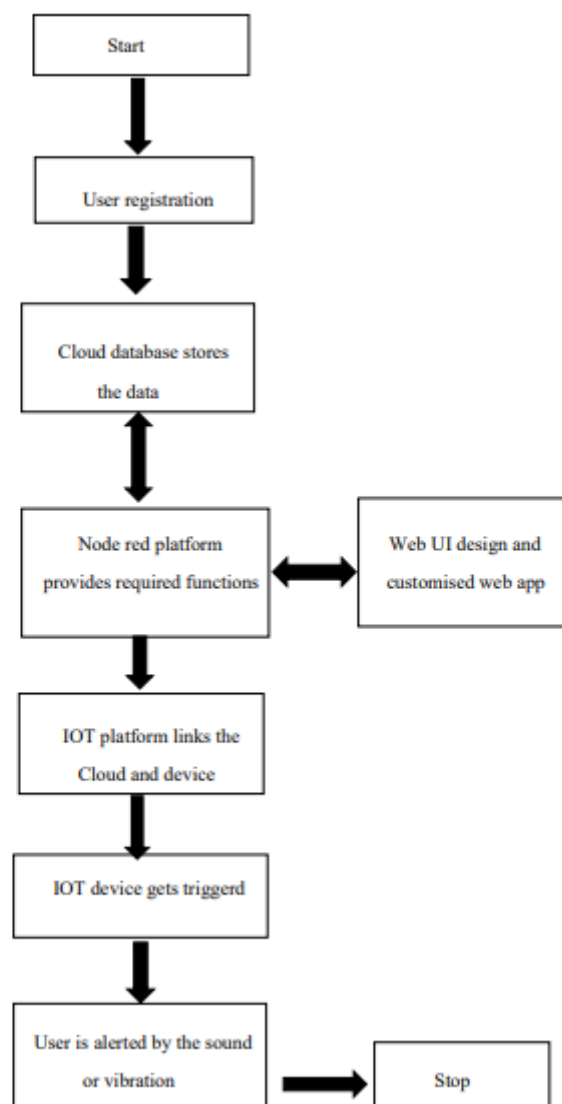 Start
User registration
Cloud database stores
the data
Node red platform
provides required functions
Web UI design and
customised web app
IOT platform links the
Cloud and device
IOT device gets triggerd
User is alerted by the sound
or vibration
Stop